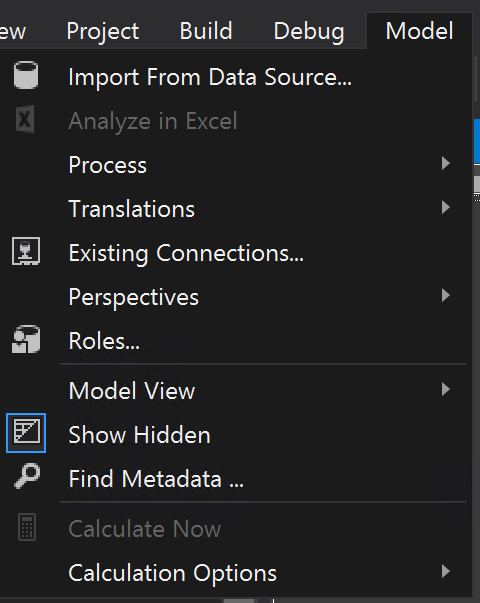 ew Project Build Debug Model
Import From Data Source...
Analyze in Excel
Process
Translations
Existing Connections...
Perspectives
Roles...
Model View
Show Hidden
Find Metadata ...
Calculate Now
Calculation Options